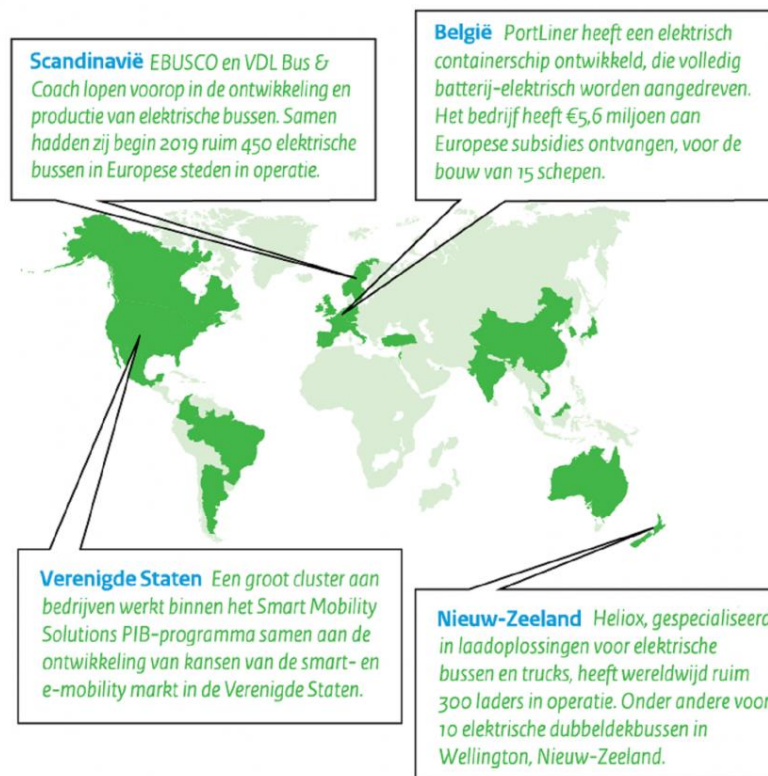 Scandinavië EBUSCO en VDL Bus &
Coach lopen voorop in de ontwikkeling en
productie van elektrische bussen. Samen
hadden zij begin 2019 ruim 450 elektrische
bussen in Europese steden in operatie.
België PortLiner heeft een elektrisch
containerschip ontwikkeld, die volledig
batterij-elektrisch worden aangedreven.
Het bedrijf heeft €5,6 miljoen aan
Europese subsidies ontvangen, voor de
bouw van 15 schepen.
Verenigde Staten Een groot cluster aan
bedrijven werkt binnen het Smart Mobility
Solutions PIB-programma samen aan de
ontwikkeling van kansen van de smart- en
e-mobility markt in de Verenigde Staten.
Nieuw-Zeeland Heliox, gespecialiseerd
in laadoplossingen voor elektrische
bussen en trucks, heeft wereldwijd ruim
300 laders in operatie. Onder andere voor
10 elektrische dubbeldekbussen in
Wellington, Nieuw-Zeeland.